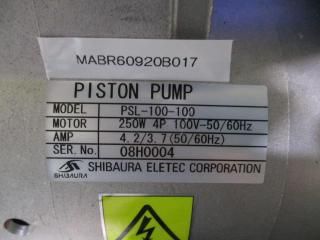 MABR60920B017
PISTON PUMP
MODEL PSL-100-100
MOTOR 250W 4P 100V-50/60Hz
AMP 4.2/3.7(50/60Hz)
SER.No. 08H0004
SHIBAURA SHIBAURA ELETEC CORPORATION